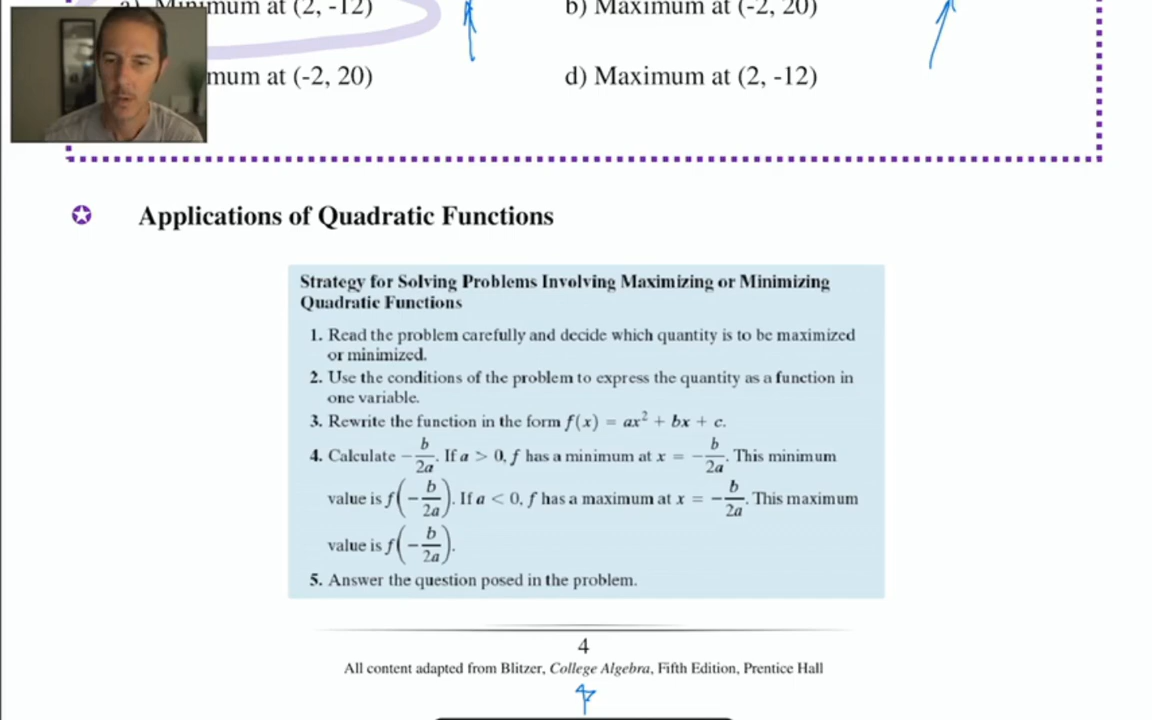 a) Minimum at (2, -12) b) Maximum at (-2, 20)
mum at (-2, 20) d) Maximum at (2, -12)
Applications of Quadratic Functions
Strategy for Solving Problems Involving Maximizing or Minimizing
Quadratic Functions
1. Read the problem carefully and decide which quantity is to be maximized
or minimized.
2. Use the conditions of the problem to express the quantity as a function in
one variable.
3. Rewrite the function in the form f(x) = ax² + bx + c.
4. Calculate −b/2a. If a > 0, f has a minimum at x = −b/2a. This minimum
value is f(−b/2a). If a < 0, f has a maximum at x = −b/2a. This maximum
value is f(−b/2a).
5. Answer the question posed in the problem.
4
All content adapted from Blitzer, College Algebra, Fifth Edition, Prentice Hall